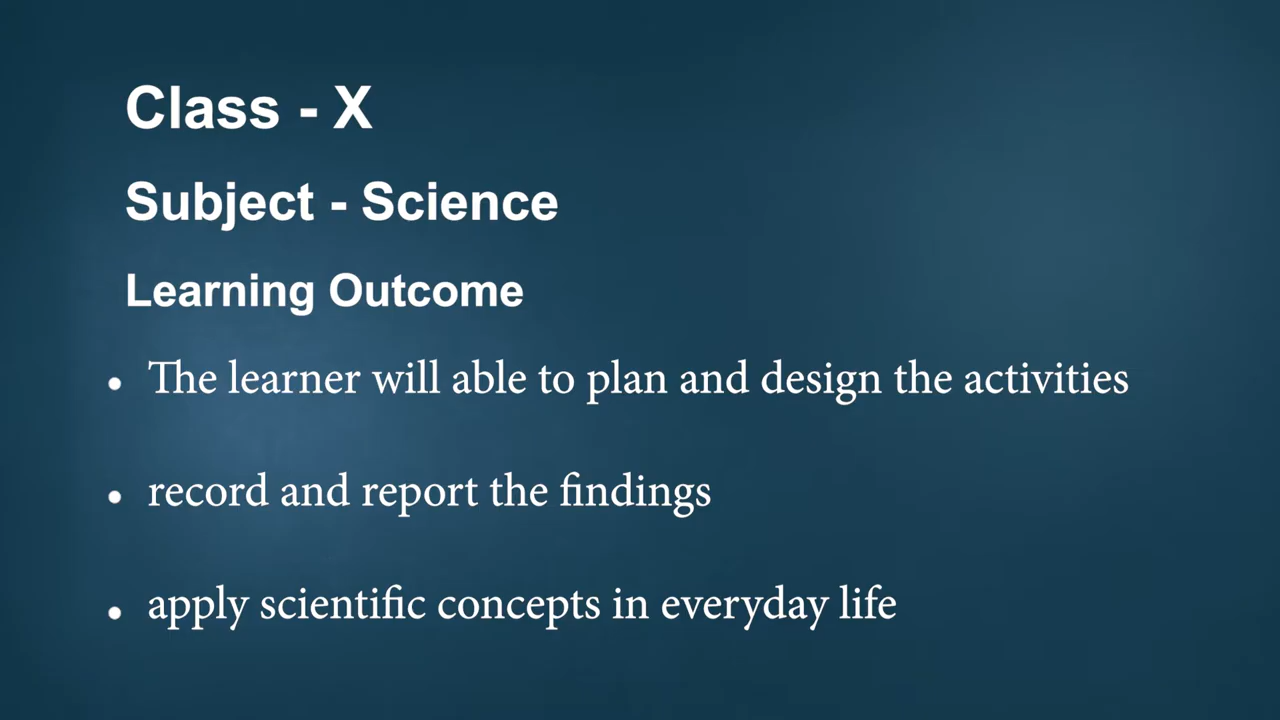 Class - X
Subject - Science
Learning Outcome
• The learner will able to plan and design the activities
• record and report the findings
• apply scientific concepts in everyday life